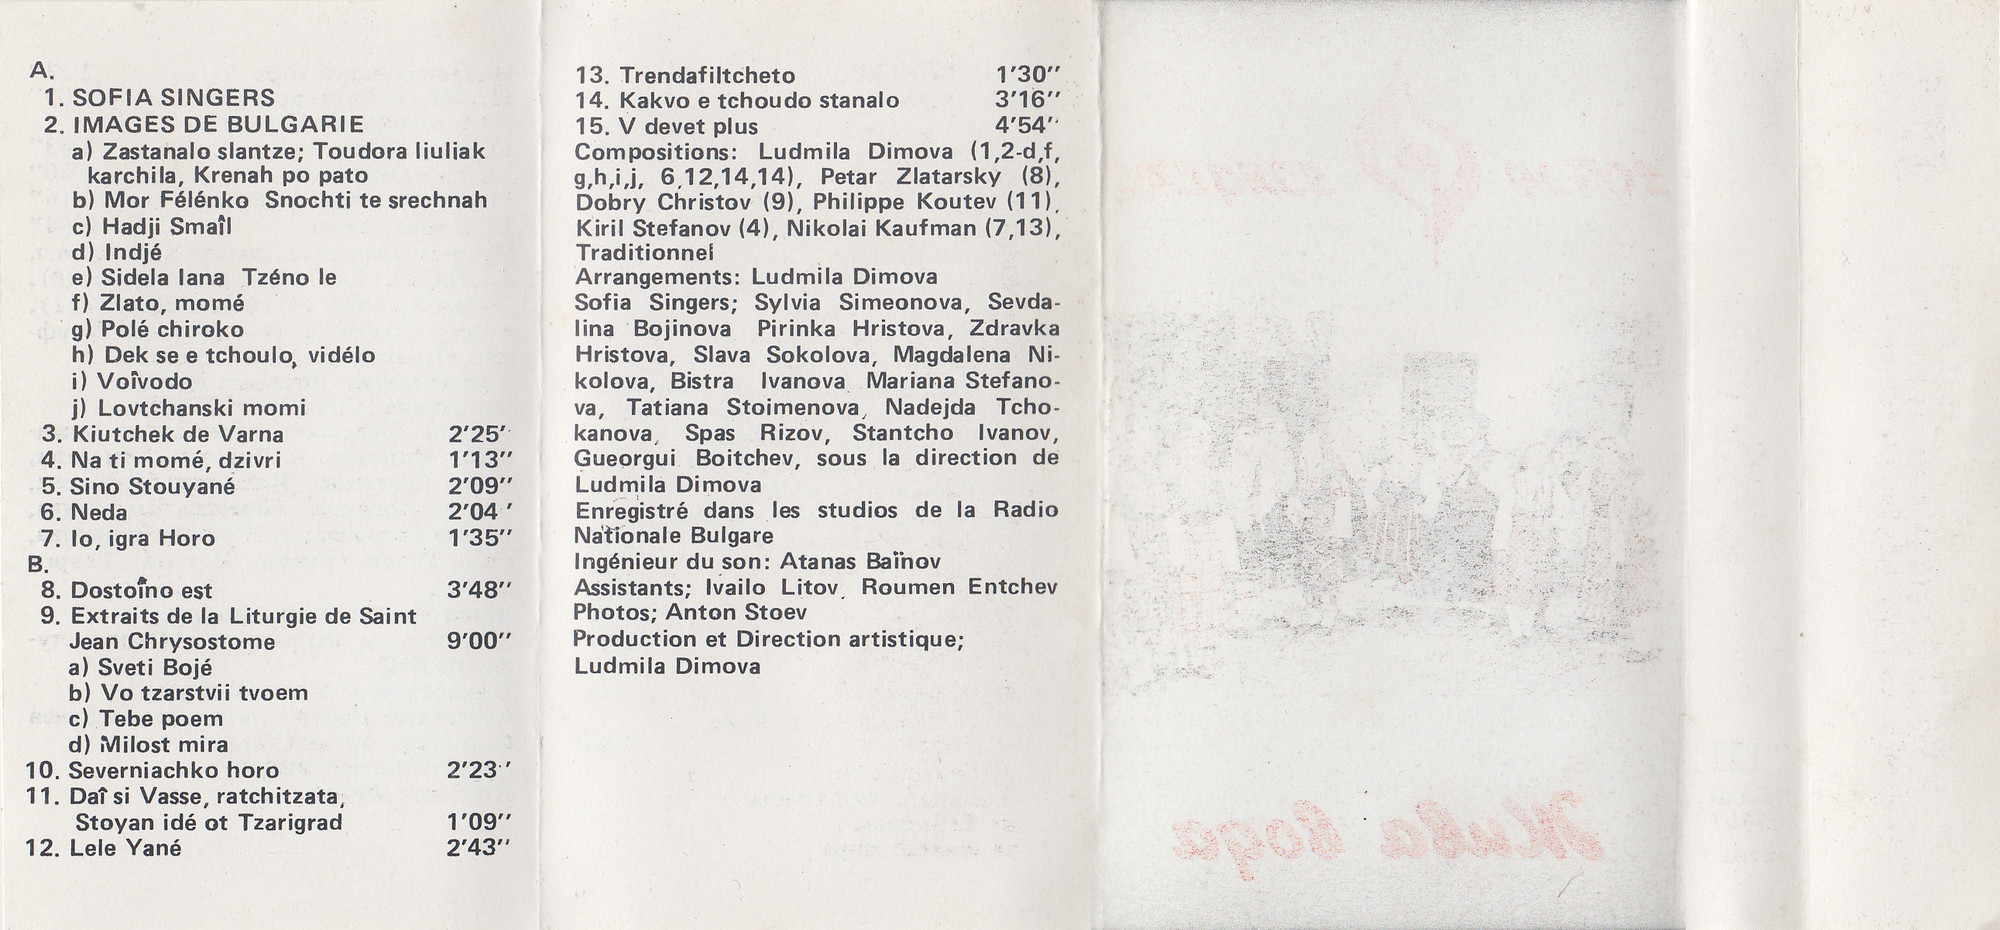 A.
1. SOFIA SINGERS
2. IMAGES DE BULGARIE
a) Zastanalo slantze; Toudora liuliak
karchila, Krenah po pato
b) Mor Félénko Snochti te srechnah
c) Hadji Smaîl
d) Indjé
e) Sidela Iana Tzéno le
f) Zlato, momé
g) Polé chiroko
h) Dek se e tchoulo, vidélo
i) Voîvodo
j) Lovtchanski momi
3. Kiutchek de Varna 2'25'
4. Na ti momé, dzivri 1'13''
5. Sino Stouyané 2'09''
6. Neda 2'04 '
7. Io, igra Horo 1'35''
B.
8. Dostoîno est 3'48''
9. Extraits de la Liturgie de Saint
Jean Chrysostome 9'00''
a) Sveti Bojé
b) Vo tzarstvii tvoem
c) Tebe poem
d) Milost mira
10. Severniachko horo 2'23''
11. Daî si Vasse, ratchitzata,
Stoyan idé ot Tzarigrad 1'09''
12. Lele Yané 2'43''
13. Trendafiltcheto 1'30''
14. Kakvo e tchoudo stanalo 3'16''
15. V devet plus 4'54''
Compositions: Ludmila Dimova (1,2-d,f,
g,h,i,j, 6,12,14,14), Petar Zlatarsky (8),
Dobry Christov (9), Philippe Koutev (11),
Kiril Stefanov (4), Nikolai Kaufman (7,13),
Traditionnel
Arrangements: Ludmila Dimova
Sofia Singers; Sylvia Simeonova, Sevda-
lina Bojinova Pirinka Hristova, Zdravka
Hristova, Slava Sokolova, Magdalena Ni-
kolova, Bistra Ivanova Mariana Stefano-
va, Tatiana Stoimenova, Nadejda Tcho-
kanova, Spas Rizov, Stantcho Ivanov,
Gueorgui Boitchev, sous la direction de
Ludmila Dimova
Enregistré dans les studios de la Radio
Nationale Bulgare
Ingénieur du son: Atanas Baïnov
Assistants; Ivailo Litov, Roumen Entchev
Photos; Anton Stoev
Production et Direction artistique;
Ludmila Dimova
Жива вода